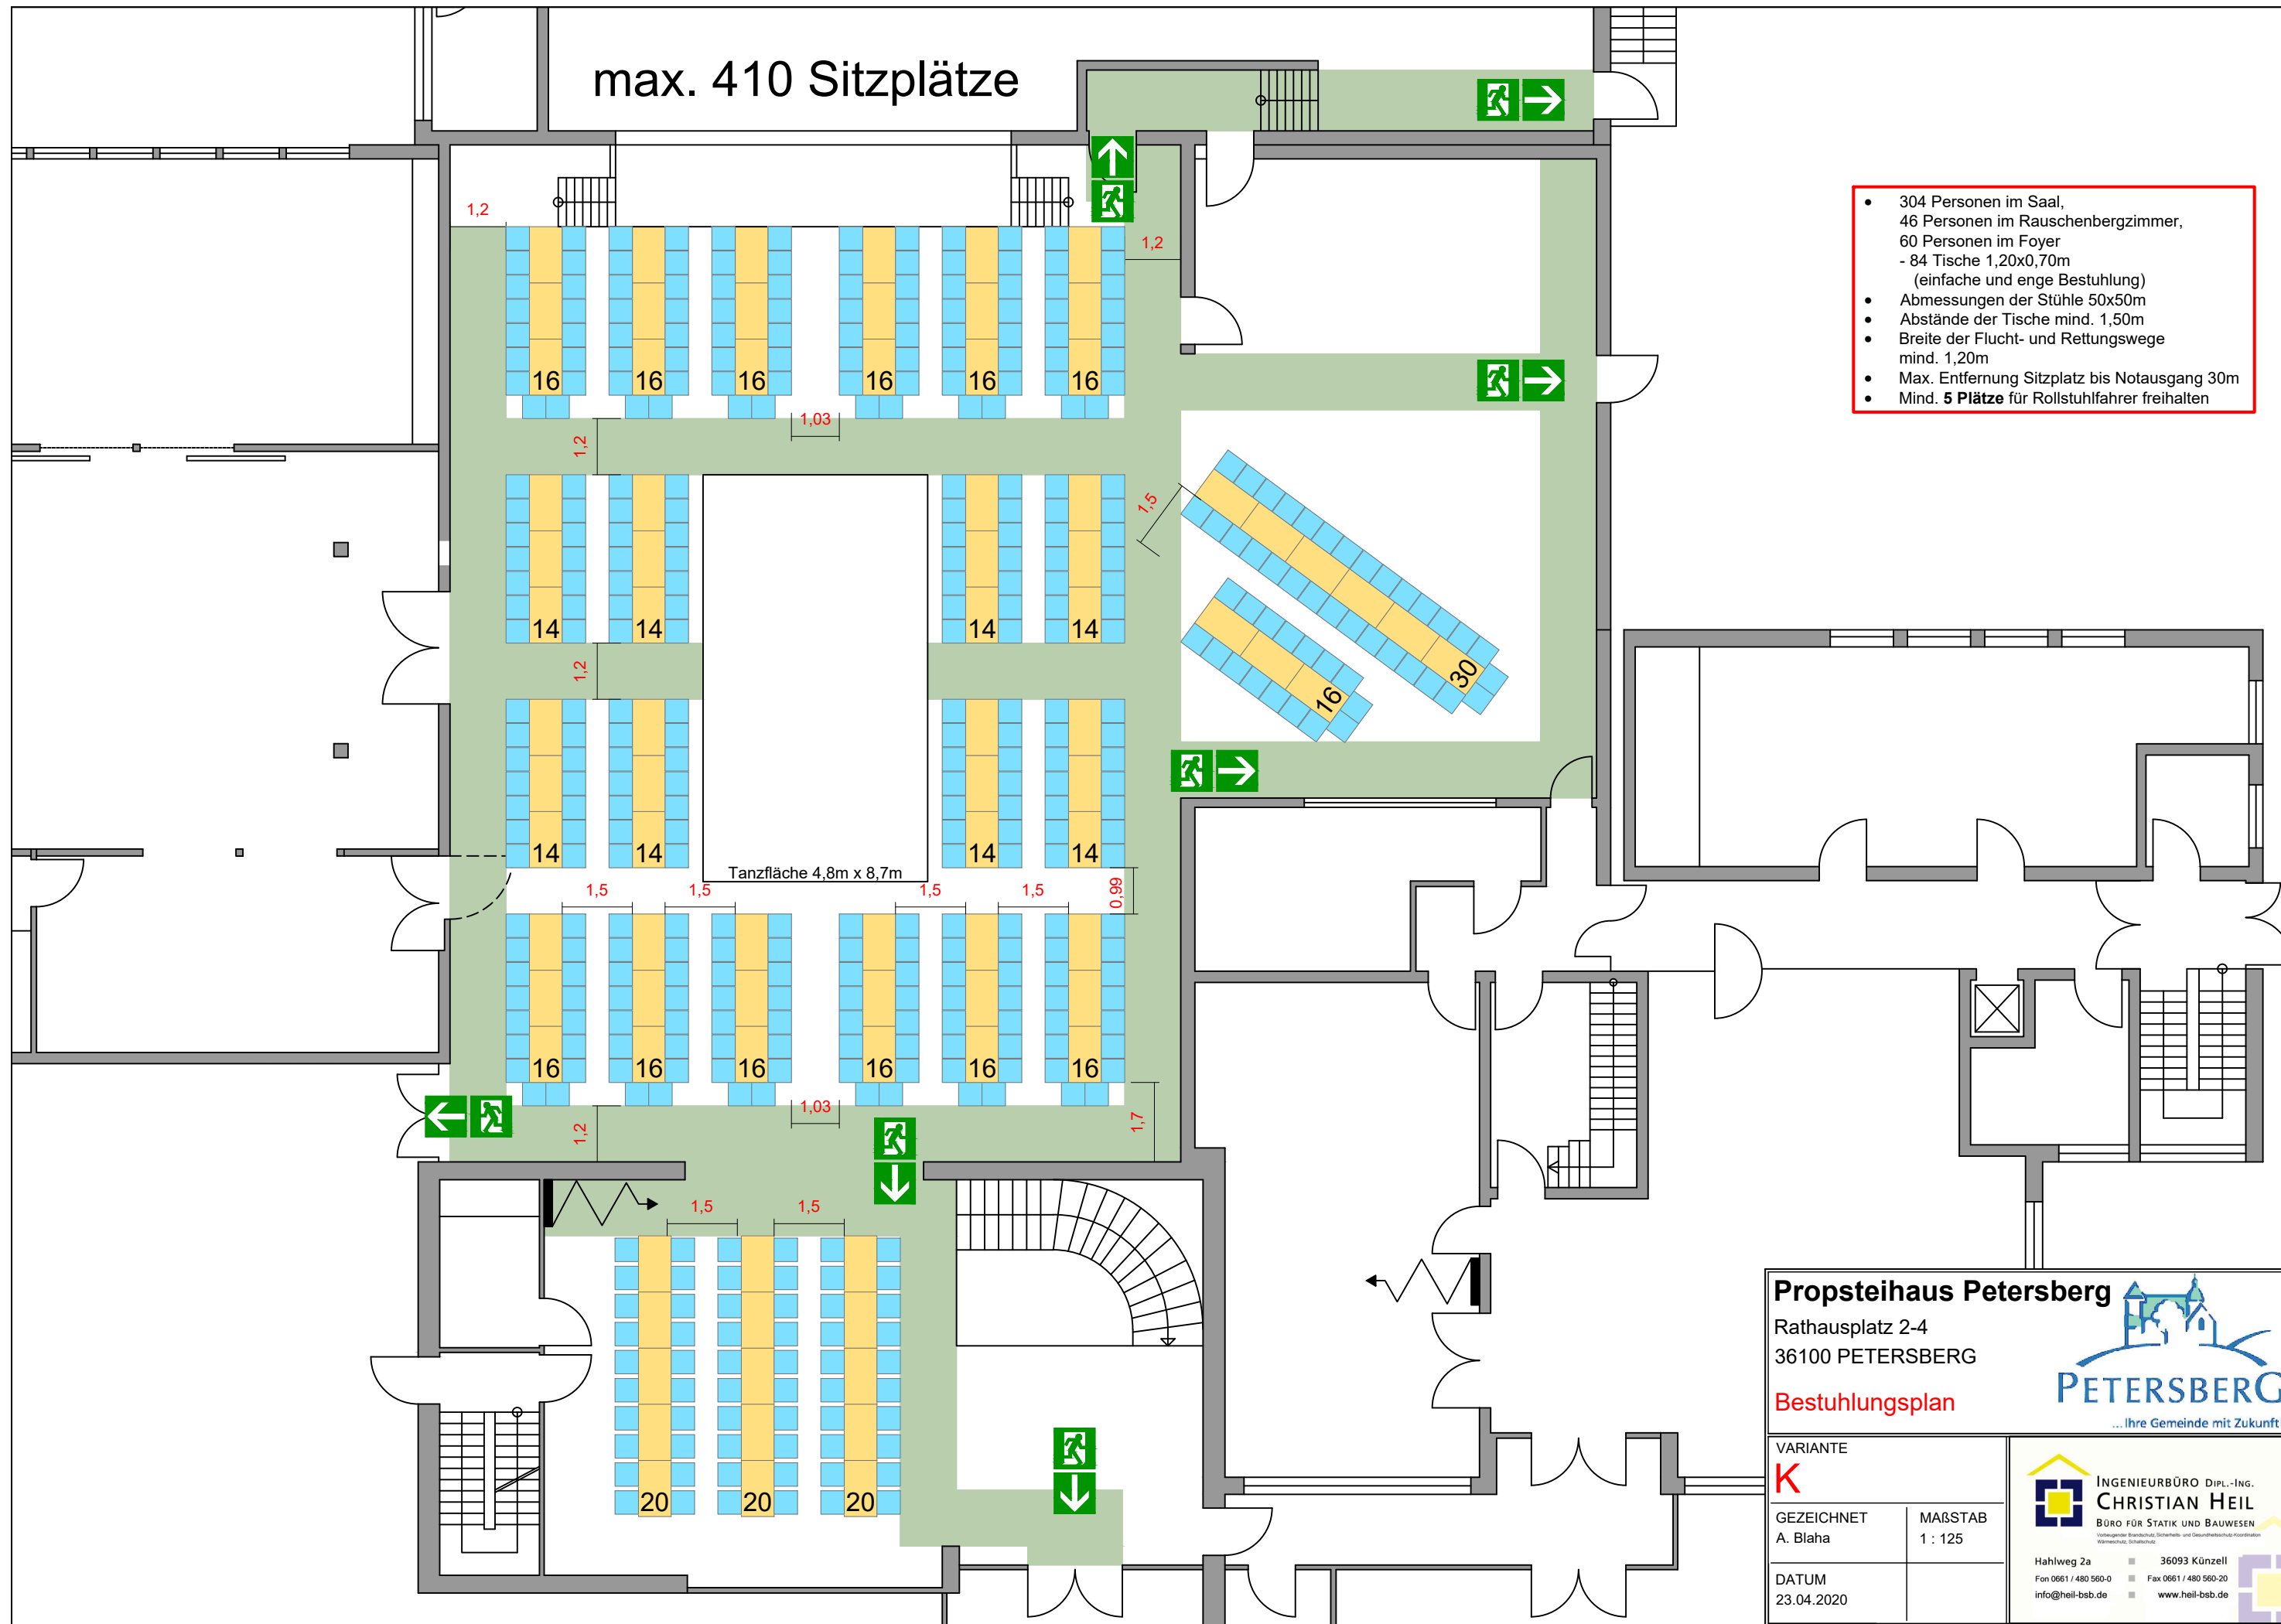 max. 410 Sitzplätze
• 304 Personen im Saal,
46 Personen im Rauschenbergzimmer,
60 Personen im Foyer
- 84 Tische 1,20x0,70m
(einfache und enge Bestuhlung)
• Abmessungen der Stühle 50x50m
• Abstände der Tische mind. 1,50m
• Breite der Flucht- und Rettungswege
mind. 1,20m
• Max. Entfernung Sitzplatz bis Notausgang 30m
• Mind. 5 Plätze für Rollstuhlfahrer freihalten
1,2
1,2
16 16 16 16 16 16
1,03
1,2
1,5
14 14 14 14
1,2
30
16
14 14 14 14
Tanzfläche 4,8m x 8,7m
1,5 1,5 1,5 1,5
0,99
16 16 16 16 16 16
1,03
1,2
1,7
1,5 1,5
20 20 20
Propsteihaus Petersberg
Rathausplatz 2-4
36100 PETERSBERG
Bestuhlungsplan
PETERSBERG
...Ihre Gemeinde mit Zukunft
VARIANTE
K
GEZEICHNET
A. Blaha
MAßSTAB
1 : 125
DATUM
23.04.2020
INGENIEURBÜRO DIPL.-ING.
CHRISTIAN HEIL
BÜRO FÜR STATIK UND BAUWESEN
Vorbeugender Brandschutz, Sicherheits- und Gesundheitsschutz-Koordination
Wärmeschutz, Schallschutz
Hahlweg 2a 36093 Künzell
Fon 0661 / 480 560-0 Fax 0661 / 480 560-20
info@heil-bsb.de www.heil-bsb.de